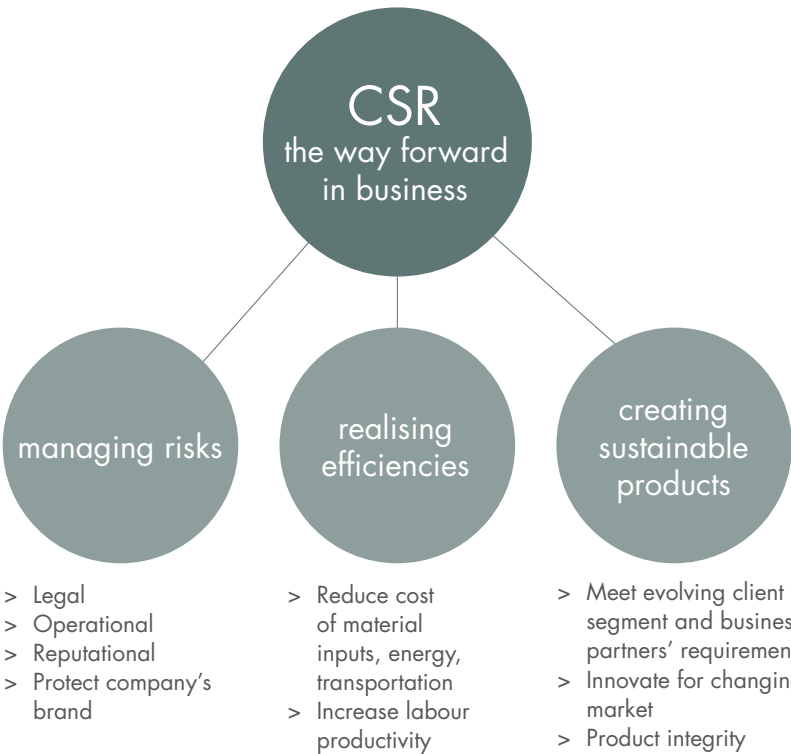 CSR
the way forward
in business
managing risks
realising
efficiencies
creating
sustainable
products
> Legal
> Operational
> Reputational
> Protect company's
brand
> Reduce cost
of material
inputs, energy,
transportation
> Increase labour
productivity
> Meet evolving client
segment and busines
partners' requiremen
> Innovate for changin
market
> Product integrity